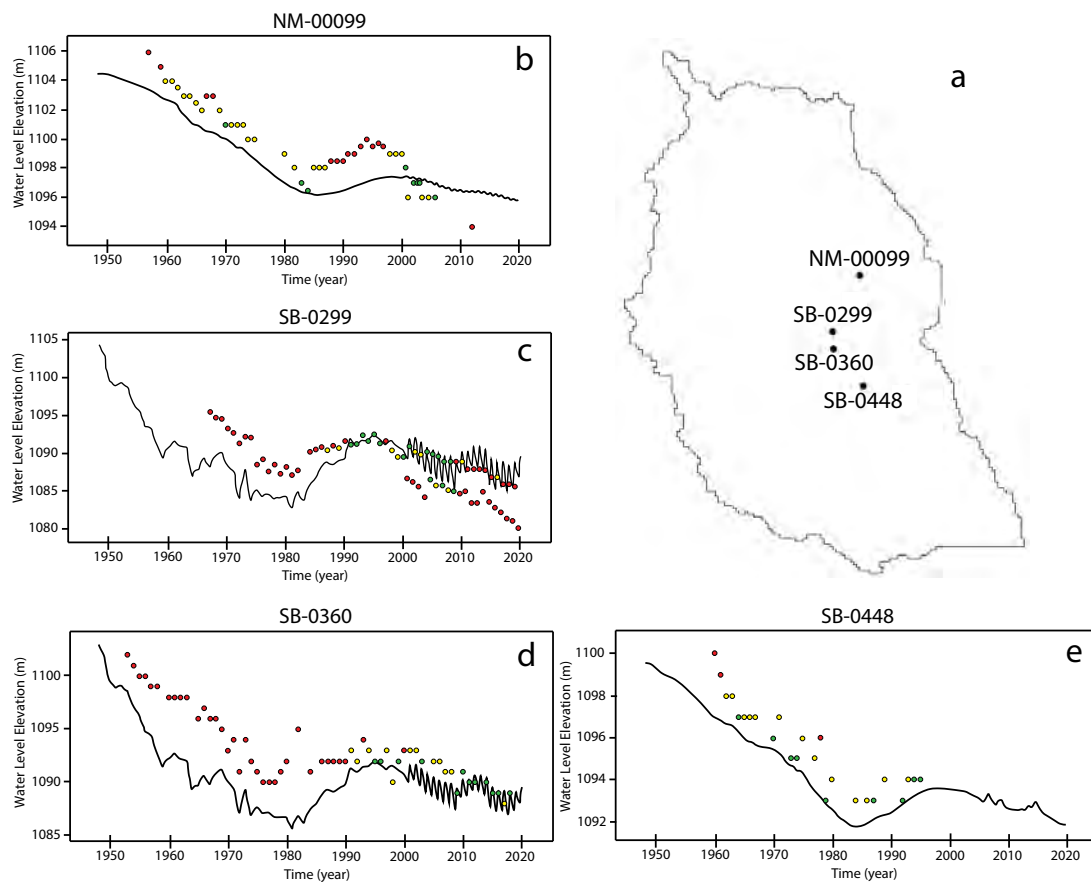 NM-00099
b
Water Level Elevation (m)
1106
1104
1102
1100
1098
1096
1094
1950 1960 1970 1980 1990 2000 2010 2020
Time (year)
a
NM-00099
SB-0299
SB-0360
SB-0448
SB-0299
c
Water Level Elevation (m)
1105
1100
1095
1090
1085
1080
1950 1960 1970 1980 1990 2000 2010 2020
Time (year)
SB-0360
d
Water Level Elevation (m)
1100
1095
1090
1085
1950 1960 1970 1980 1990 2000 2010 2020
Time (year)
SB-0448
e
Water Level Elevation (m)
1100
1098
1096
1094
1092
1950 1960 1970 1980 1990 2000 2010 2020
Time (year)